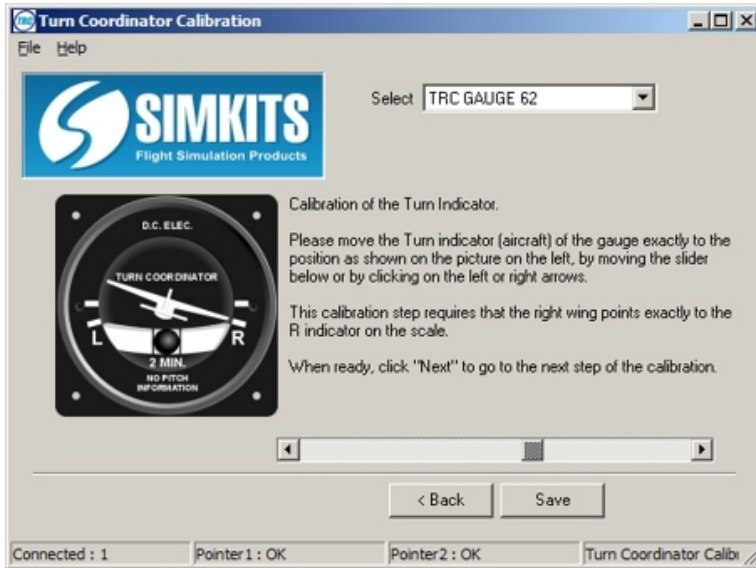 TRC Turn Coordinator Calibration
File Help
SIMKITS
Flight Simulation Products
Select TRC GAUGE 62
D.C. ELEC.
TURN COORDINATOR
L R
2 MIN.
NO PITCH
INFORMATION
Calibration of the Turn Indicator.
Please move the Turn indicator (aircraft) of the gauge exactly to the
position as shown on the picture on the left, by moving the slider
below or by clicking on the left or right arrows.
This calibration step requires that the right wing points exactly to the
R indicator on the scale.
When ready, click "Next" to go to the next step of the calibration.
< Back Save
Connected : 1 Pointer1 : OK Pointer2 : OK Turn Coordinator Calib